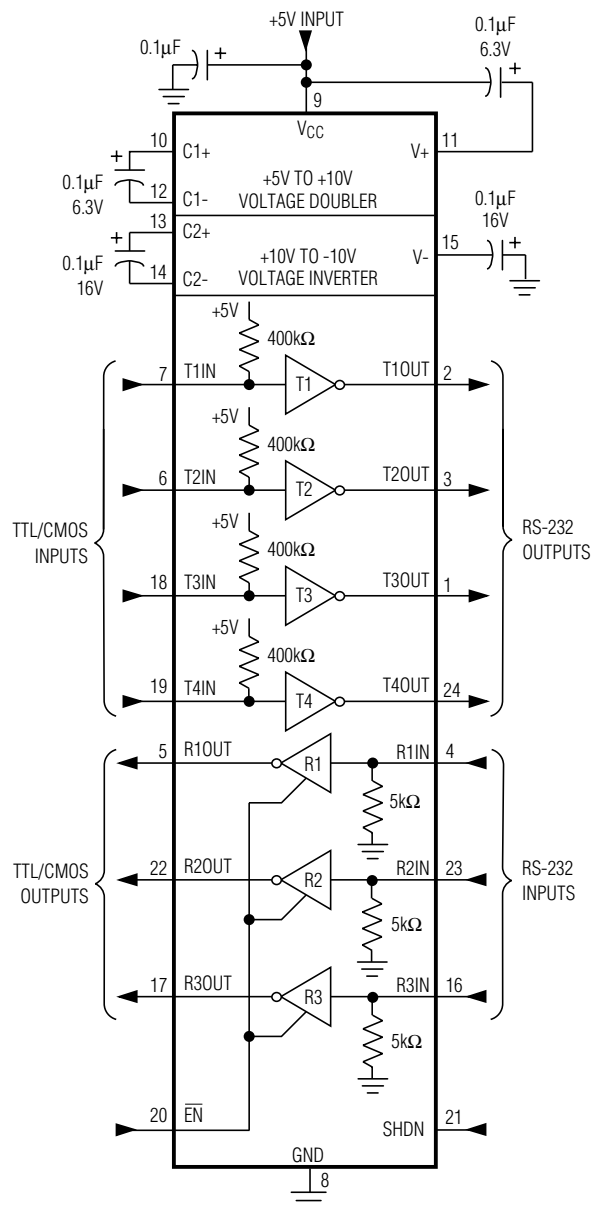 +5V INPUT
0.1μF
0.1μF
6.3V
9
VCC
10
C1+
V+
11
0.1μF
6.3V
+5V TO +10V
VOLTAGE DOUBLER
12
C1-
13
C2+
0.1μF
16V
+10V TO -10V
VOLTAGE INVERTER
V-
15
0.1μF
16V
14
C2-
+5V
400kΩ
7
T1IN
T1
T1OUT
2
+5V
400kΩ
6
T2IN
T2
T2OUT
3
TTL/CMOS
INPUTS
RS-232
OUTPUTS
+5V
400kΩ
18
T3IN
T3
T3OUT
1
+5V
400kΩ
19
T4IN
T4
T4OUT
24
5
R1OUT
R1
R1IN
4
5kΩ
TTL/CMOS
OUTPUTS
22
R2OUT
R2
R2IN
23
RS-232
INPUTS
5kΩ
17
R3OUT
R3
R3IN
16
5kΩ
20
EN
SHDN
21
GND
8